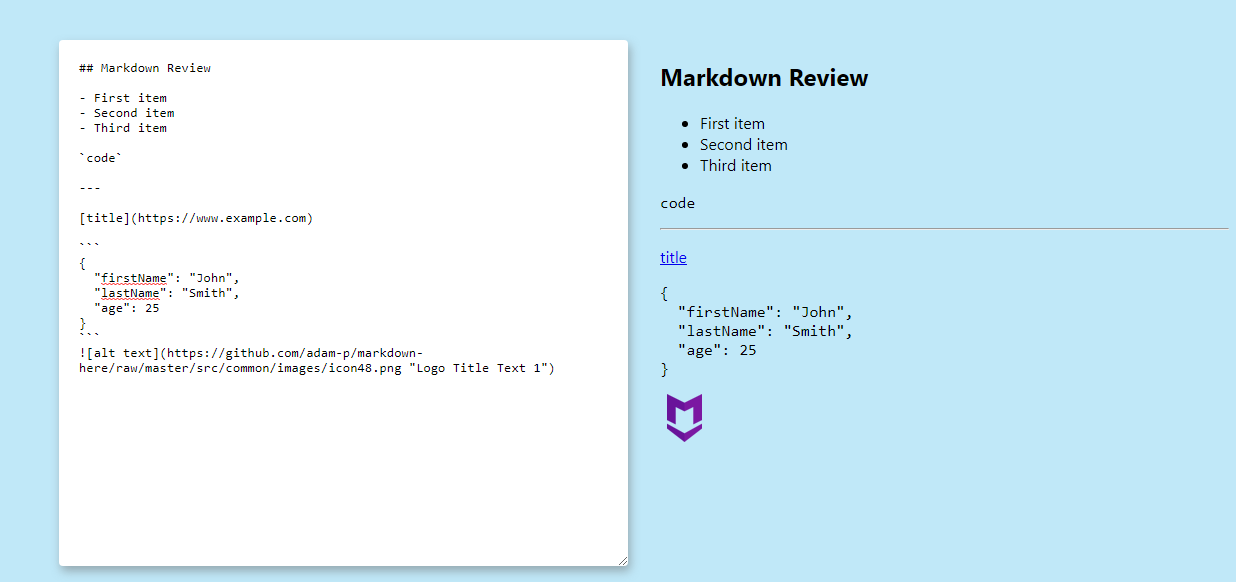 ## Markdown Review
- First item
- Second item
- Third item
`code`
---
[title](https://www.example.com)
```
{
  "firstName": "John",
  "lastName": "Smith",
  "age": 25
}
```
![alt text](https://github.com/adam-p/markdown-
here/raw/master/src/common/images/icon48.png "Logo Title Text 1")
Markdown Review
• First item
• Second item
• Third item
code
title
{
  "firstName": "John",
  "lastName": "Smith",
  "age": 25
}